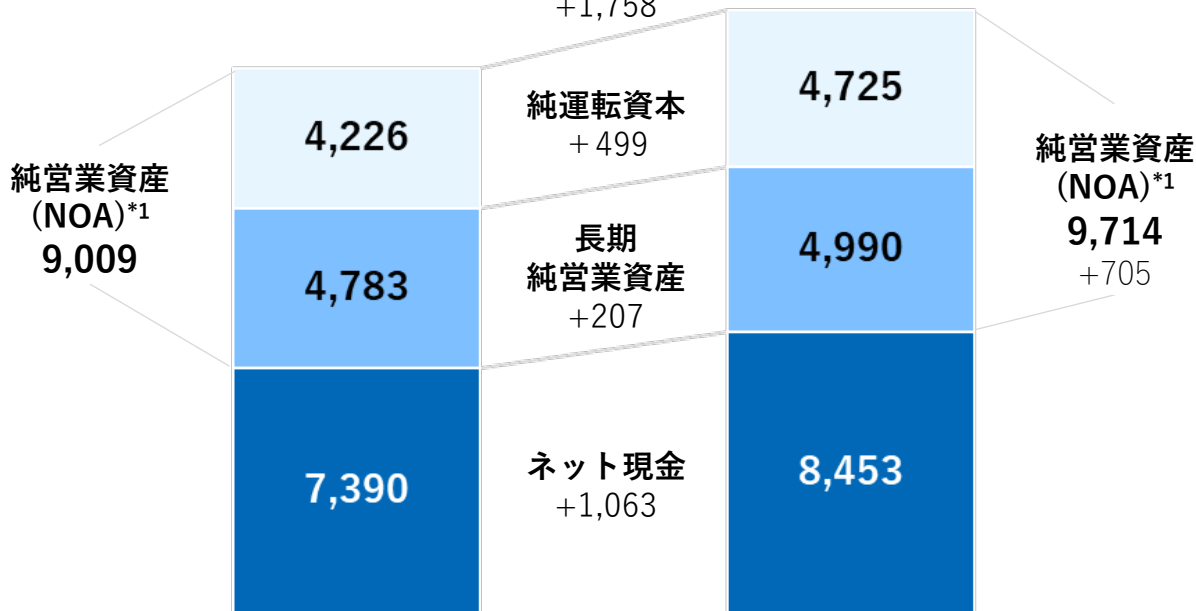 +1,758
4,226
純運転資本
+499
4,725
純営業資産
(NOA)*1
9,009
4,783
長期
純営業資産
+207
4,990
純営業資産
(NOA)*1
9,714
+705
7,390
ネット現金
+1,063
8,453